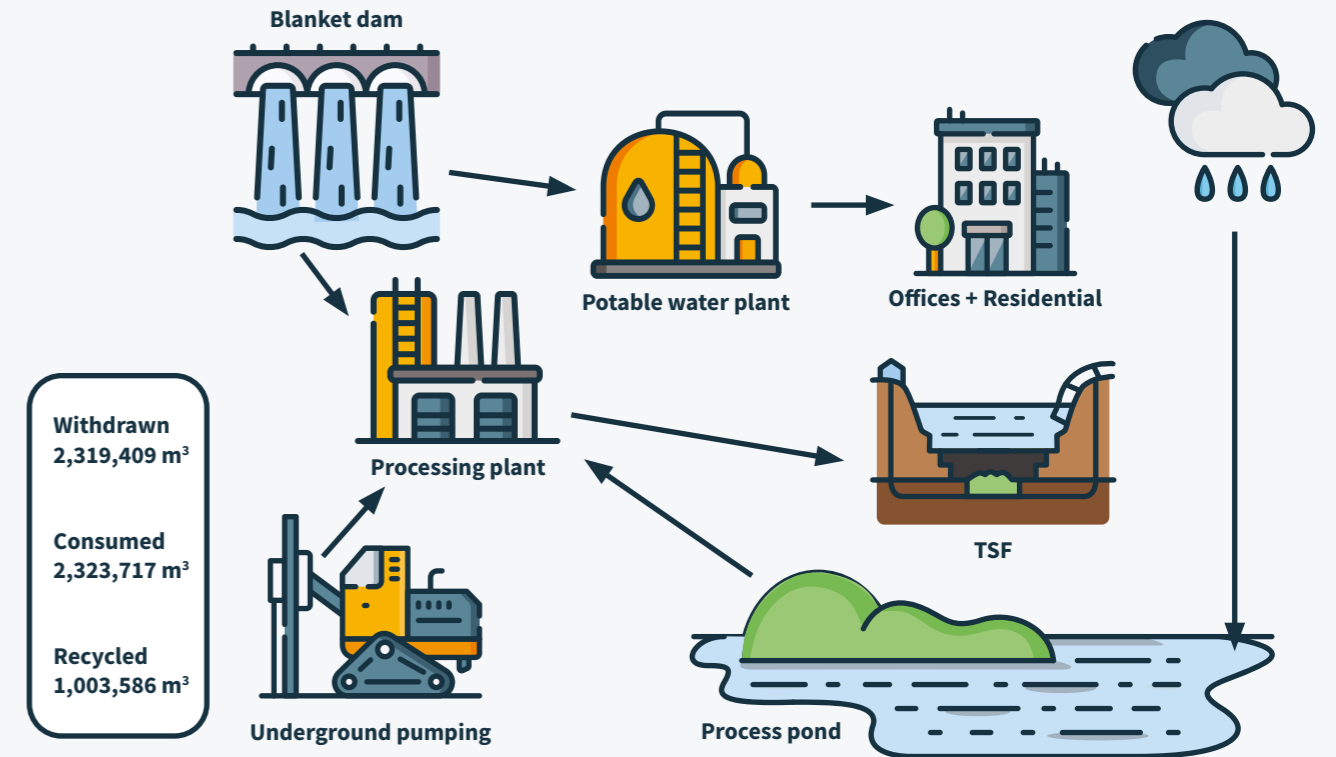 Blanket dam
Potable water plant
Offices + Residential
Withdrawn
2,319,409 m³
Consumed
2,323,717 m³
Recycled
1,003,586 m³
Processing plant
TSF
Underground pumping
Process pond